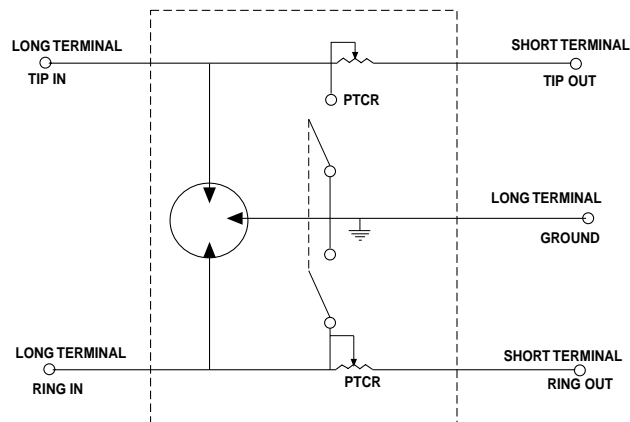 LONG TERMINAL
TIP IN
SHORT TERMINAL
TIP OUT
PTCR
LONG TERMINAL
GROUND
LONG TERMINAL
RING IN
PTCR
SHORT TERMINAL
RING OUT